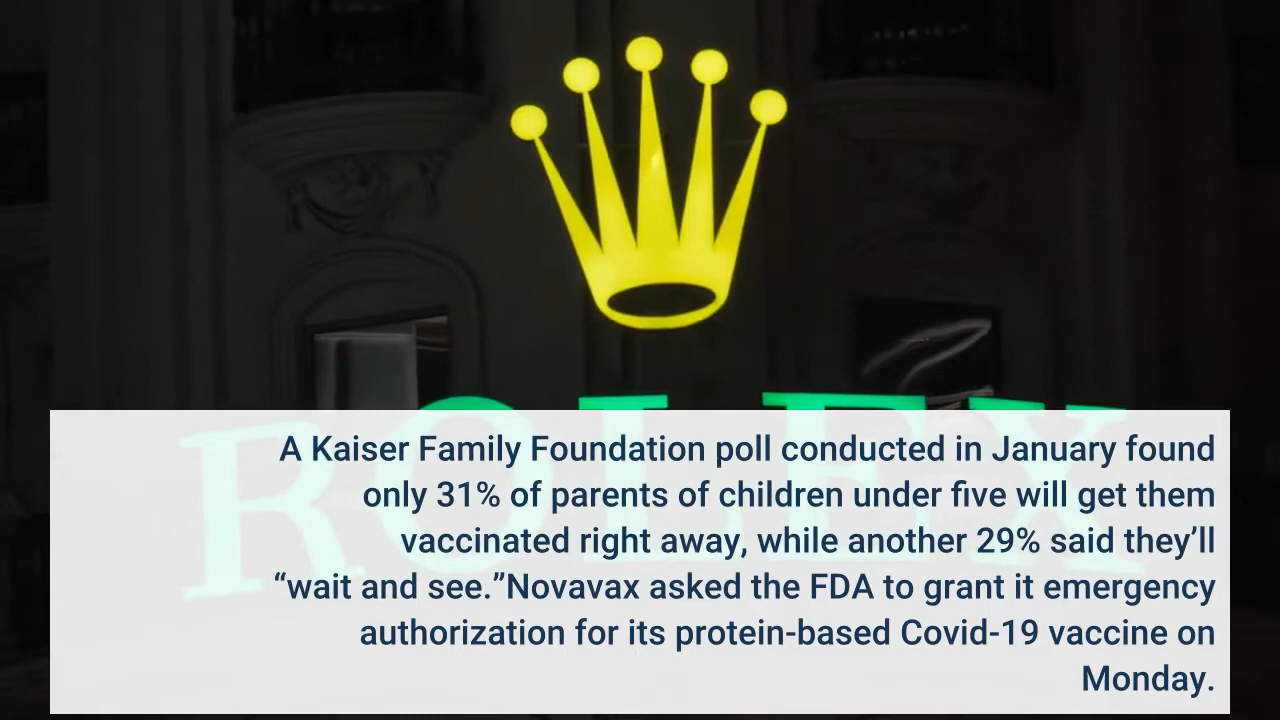 ROLEX
A Kaiser Family Foundation poll conducted in January found
only 31% of parents of children under five will get them
vaccinated right away, while another 29% said they’ll
“wait and see.”Novavax asked the FDA to grant it emergency
authorization for its protein-based Covid-19 vaccine on
Monday.